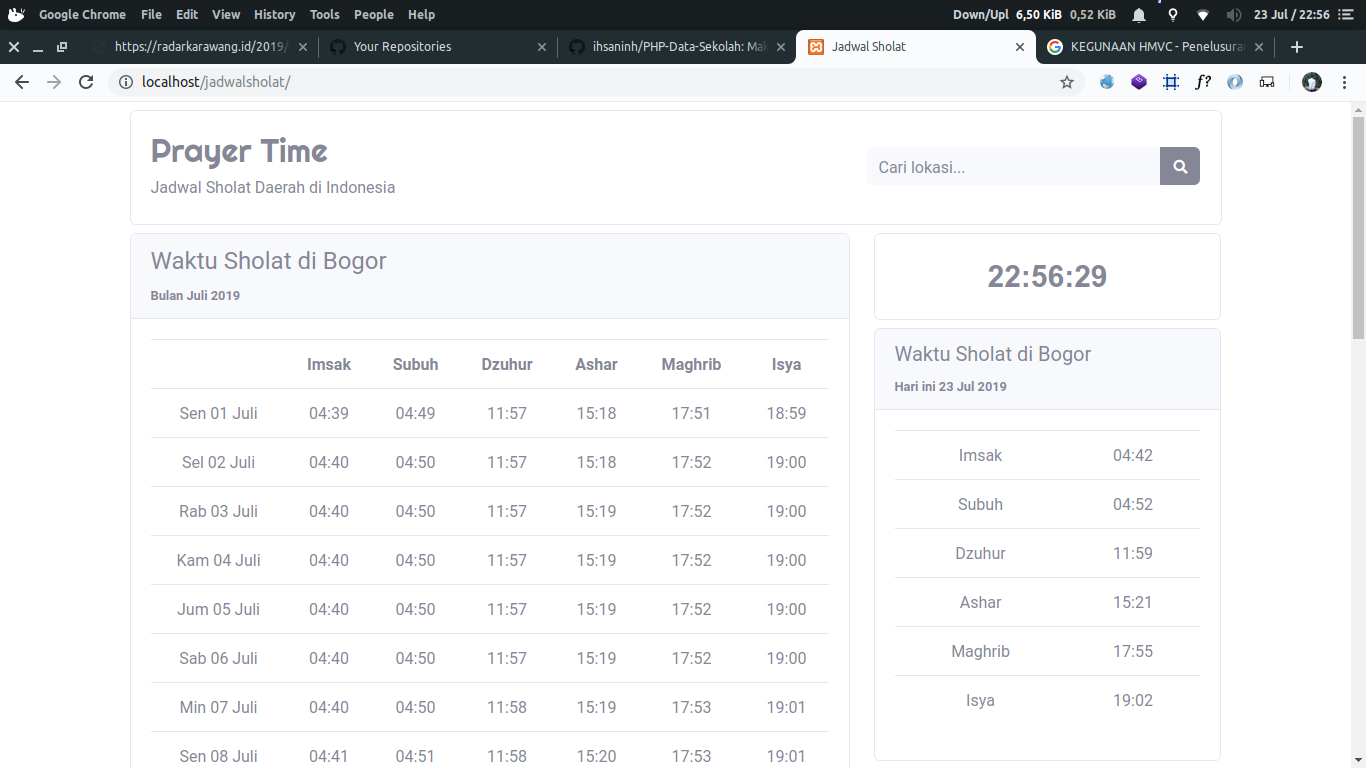 Google Chrome File Edit View History Tools People Help Down/Upl 6,50 KiB 0,52 KiB 23 Jul / 22:56
https://radarkarawang.id/2019/ Your Repositories ihsaninh/PHP-Data-Sekolah: Mak Jadwal Sholat KEGUNAAN HMVC - Penelusuran
localhost/jadwalsholat/ f?
Prayer Time
Jadwal Sholat Daerah di Indonesia
Cari lokasi...
Waktu Sholat di Bogor
Bulan Juli 2019
Imsak Subuh Dzuhur Ashar Maghrib Isya
Sen 01 Juli 04:39 04:49 11:57 15:18 17:51 18:59
Sel 02 Juli 04:40 04:50 11:57 15:18 17:52 19:00
Rab 03 Juli 04:40 04:50 11:57 15:19 17:52 19:00
Kam 04 Juli 04:40 04:50 11:57 15:19 17:52 19:00
Jum 05 Juli 04:40 04:50 11:57 15:19 17:52 19:00
Sab 06 Juli 04:40 04:50 11:57 15:19 17:52 19:00
Min 07 Juli 04:40 04:50 11:58 15:19 17:53 19:01
Sen 08 Juli 04:41 04:51 11:58 15:20 17:53 19:01
22:56:29
Waktu Sholat di Bogor
Hari ini 23 Jul 2019
Imsak 04:42
Subuh 04:52
Dzuhur 11:59
Ashar 15:21
Maghrib 17:55
Isya 19:02